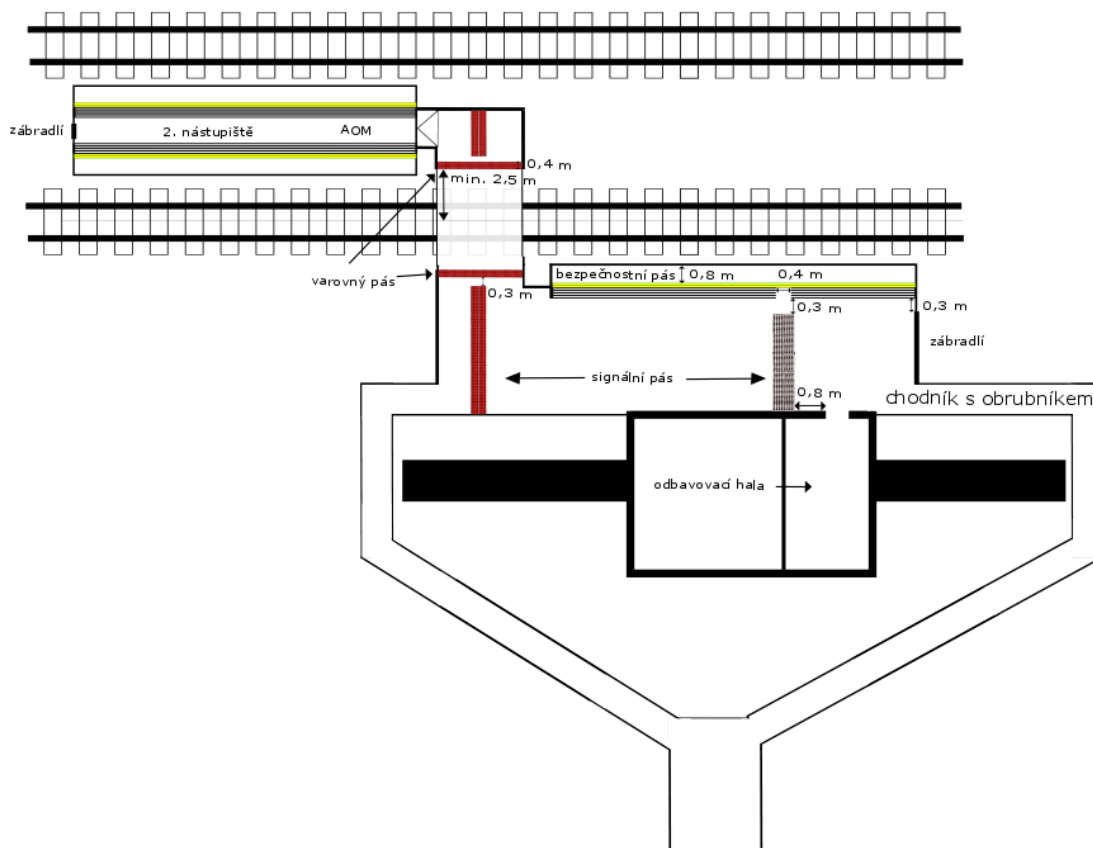 zábradlí
2. nástupiště
AOM
0,4 m
min. 2,5 m
varovný pás
bezpečnostní pás
0,8 m
0,4 m
0,3 m
0,3 m
0,3 m
zábradlí
signální pás
0,8 m
chodník s obrubníkem
odbavovací hala